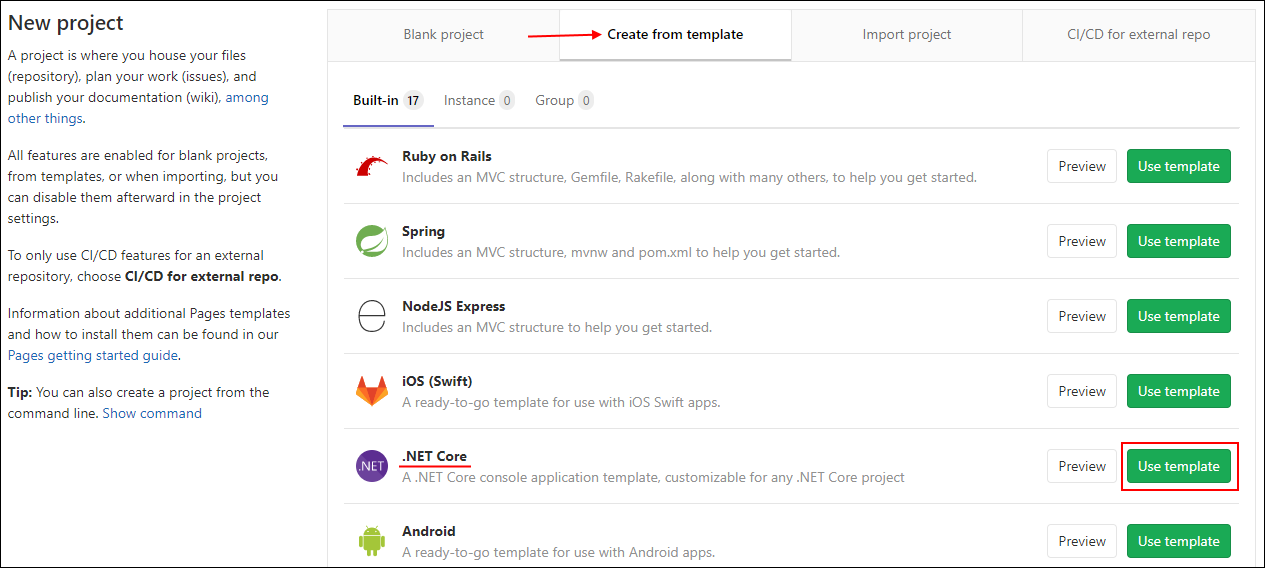 New project
A project is where you house your files
(repository), plan your work (issues), and
publish your documentation (wiki), among
other things.
All features are enabled for blank projects,
from templates, or when importing, but you
can disable them afterward in the project
settings.
To only use CI/CD features for an external
repository, choose CI/CD for external repo.
Information about additional Pages templates
and how to install them can be found in our
Pages getting started guide.
Tip: You can also create a project from the
command line. Show command
Blank project Create from template Import project CI/CD for external repo
Built-in 17 Instance 0 Group 0
Ruby on Rails
Includes an MVC structure, Gemfile, Rakefile, along with many others, to help you get started.
Preview Use template
Spring
Includes an MVC structure, mvnw and pom.xml to help you get started.
Preview Use template
NodeJS Express
Includes an MVC structure to help you get started.
Preview Use template
iOS (Swift)
A ready-to-go template for use with iOS Swift apps.
Preview Use template
.NET
.NET Core
A .NET Core console application template, customizable for any .NET Core project
Preview Use template
Android
A ready-to-go template for use with Android apps.
Preview Use template